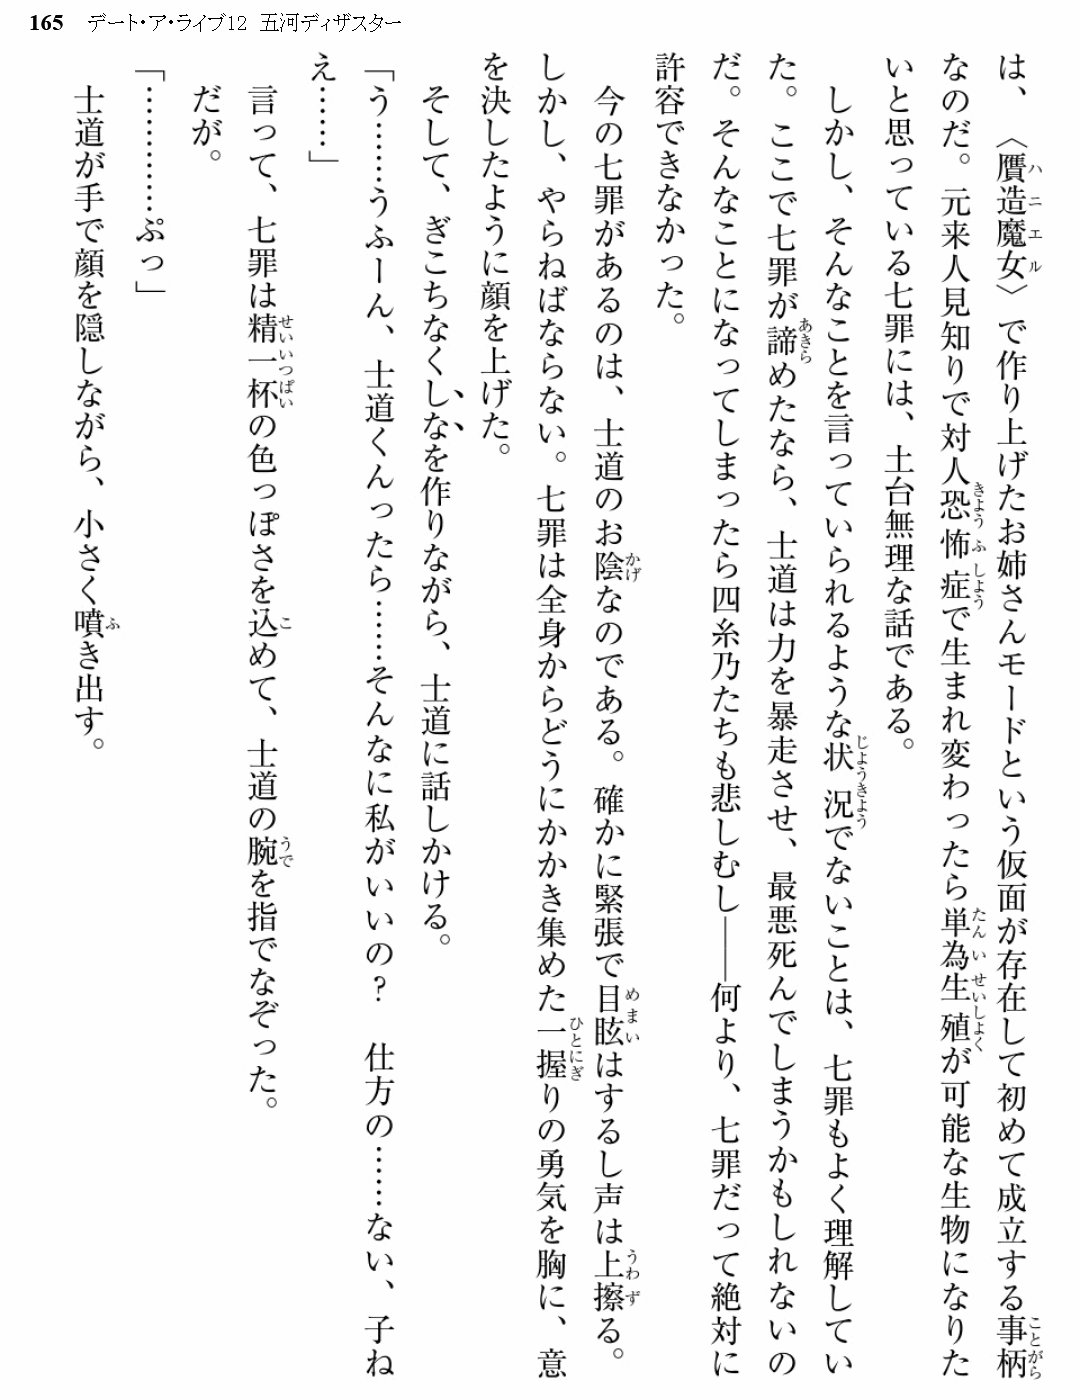 165 デート・ア・ライブ12 五河ディザスター
は、〈贋造魔女〉で作り上げたお姉さんモードという仮面が存在して初めて成立する事柄
なのだ。元来人見知りで対人恐怖症で生まれ変わったら単為生殖が可能な生物になりた
いと思っている七罪には、土台無理な話である。
　しかし、そんなことを言っていられるような状況でないことは、七罪もよく理解してい
た。ここで七罪が諦めたなら、士道は力を暴走させ、最悪死んでしまうかもしれないの
だ。そんなことになってしまったら四糸乃たちも悲しむし――何より、七罪だって絶対に
許容できなかった。
　今の七罪があるのは、士道のお陰なのである。確かに緊張で目眩はするし声は上擦る。
しかし、やらねばならない。七罪は全身からどうにかかき集めた一握りの勇気を胸に、意
を決したように顔を上げた。
　そして、ぎこちなくしなを作りながら、士道に話しかける。
「う……うふーん、士道くんったら……そんなに私がいいの？　仕方の……ない、子ね
え……」
　言って、七罪は精一杯の色っぽさを込めて、士道の腕を指でなぞった。
　だが。
「…………ぷっ」
　士道が手で顔を隠しながら、小さく噴き出す。